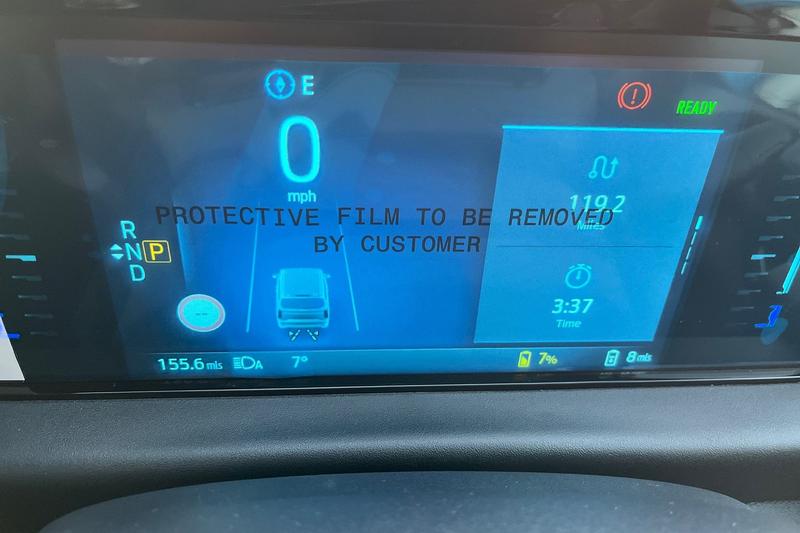 E
READY
0
mph
119.2
Miles
PROTECTIVE FILM TO BE REMOVED
BY CUSTOMER
R
N P
D
3:37
Time
155.6 mls A 7° 7% 8 mls